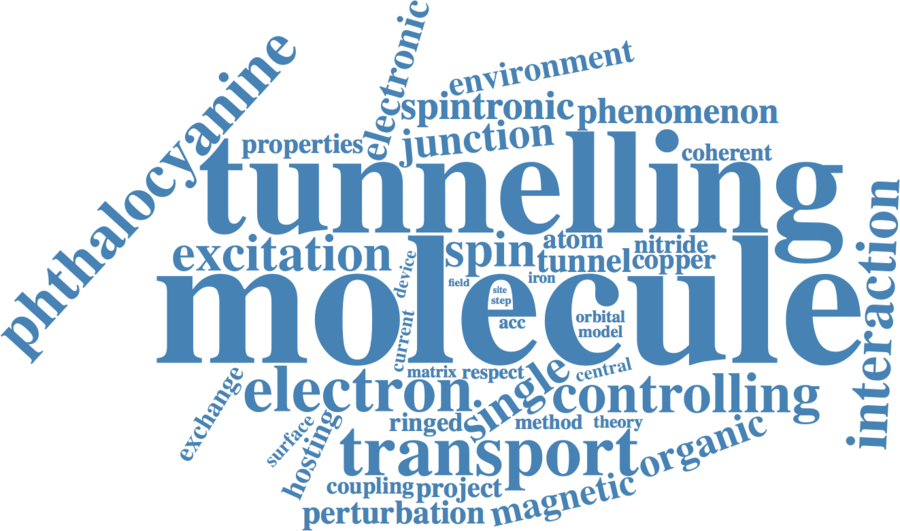 electronic
environment
phthalocyanine
spintronic
phenomenon
junction
properties
coherent
tunnelling
interaction
excitation
spin
atom
nitride
tunnel
copper
device
field
iron
site
step
molecule
acc
orbital
model
current
matrix
respect
central
exchange
electron
single
controlling
surface
hosting
ringed
method
theory
transport
organic
coupling
project
magnetic
perturbation